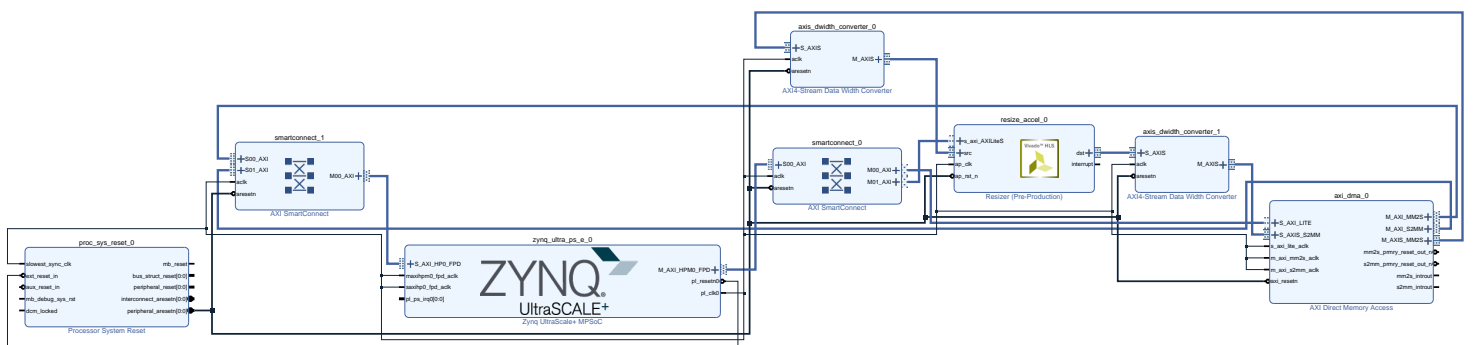 axis_dwidth_converter_0
S_AXIS
aclk
aresetn
M_AXIS
AXI4-Stream Data Width Converter
smartconnect_1
S00_AXI
S01_AXI
aclk
aresetn
M00_AXI
AXI SmartConnect
smartconnect_0
S00_AXI
aclk
aresetn
M00_AXI
M01_AXI
AXI SmartConnect
resize_accel_0
s_axi_AXILiteS
src
ap_clk
ap_rst_n
Vivado™ HLS
dst
interrupt
Resizer (Pre-Production)
axis_dwidth_converter_1
S_AXIS
aclk
aresetn
M_AXIS
AXI4-Stream Data Width Converter
axi_dma_0
S_AXI_LITE
S_AXIS_S2MM
s_axi_lite_aclk
m_axi_mm2s_aclk
m_axi_s2mm_aclk
axi_resetn
M_AXI_MM2S
M_AXI_S2MM
M_AXIS_MM2S
mm2s_prmry_reset_out_n
s2mm_prmry_reset_out_n
mm2s_introut
s2mm_introut
AXI Direct Memory Access
proc_sys_reset_0
slowest_sync_clk
ext_reset_in
aux_reset_in
mb_debug_sys_rst
dcm_locked
mb_reset
bus_struct_reset[0:0]
peripheral_reset[0:0]
interconnect_aresetn[0:0]
peripheral_aresetn[0:0]
Processor System Reset
zynq_ultra_ps_e_0
S_AXI_HP0_FPD
maxihpm0_fpd_aclk
saxihp0_fpd_aclk
pl_ps_irq0[0:0]
ZYNQ
UltraSCALE+
M_AXI_HPM0_FPD
pl_resetn0
pl_clk0
Zynq UltraScale+ MPSoC